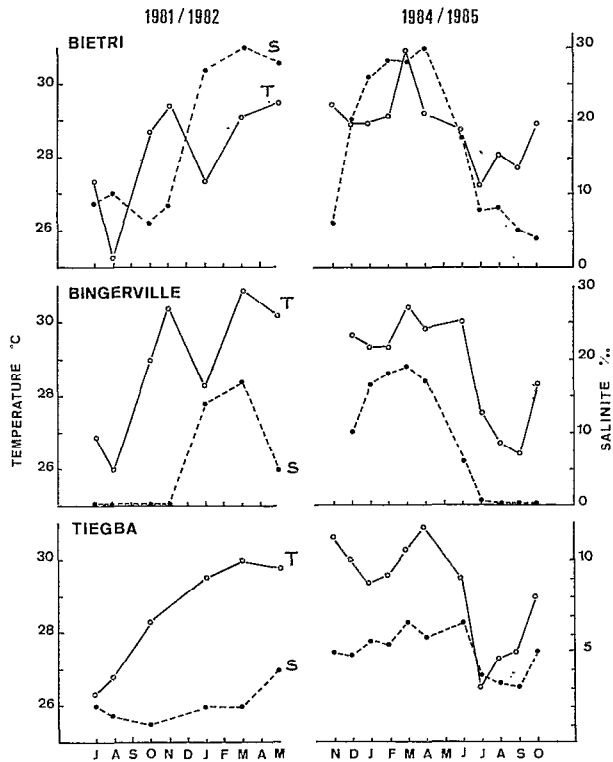 1981/1982 1984/1985
BIETRI
S
T
30
28
26
30
20
10
0
BINGERVILLE
T
S
30
28
26
30
20
10
0
TEMPERATURE °C
SALINITE %..
TIEGBA
T
S
30
28
26
10
5
J A S O N D J F M A M N D J F M A M J J A S O